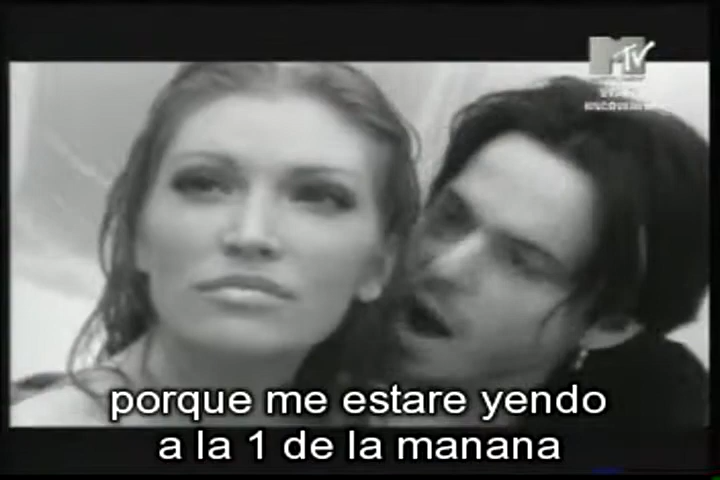 MTV
porque me estare yendo
a la 1 de la manana